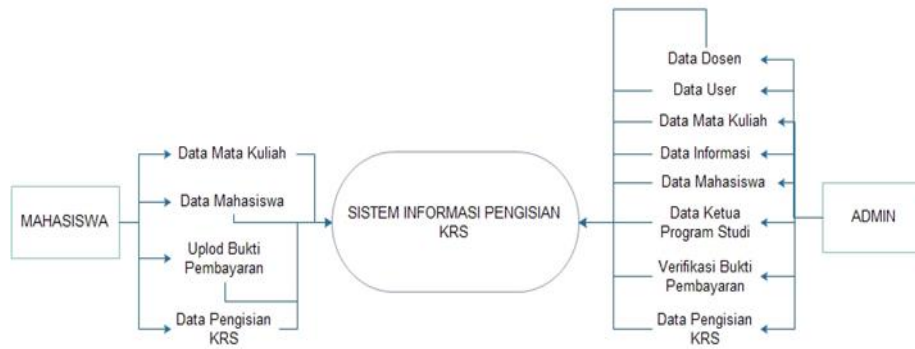 MAHASISWA
Data Mata Kuliah
Data Mahasiswa
Uplod Bukti
Pembayaran
Data Pengisian
KRS
SISTEM INFORMASI PENGISIAN
KRS
Data Dosen
Data User
Data Mata Kuliah
Data Informasi
Data Mahasiswa
Data Ketua
Program Studi
Verifikasi Bukti
Pembayaran
Data Pengisian
KRS
ADMIN